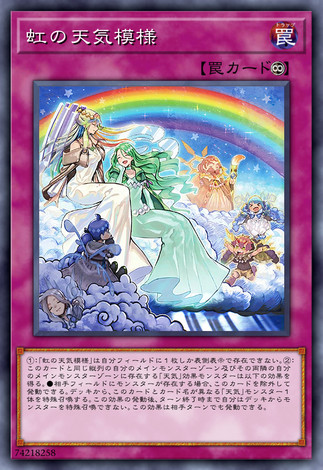 虹の天気模様
トラップ
罠
【罠カード∞】
①:「虹の天気模様」は自分フィールドに1枚しか表側表示で存在できない。②:
このカードと同じ縦列の自分のメインモンスターゾーン及びその両隣の自分
のメインモンスターゾーンに存在する「天気」効果モンスターは以下の効果を
得る。●相手フィールドにモンスターが存在する場合、このカードを除外して
発動できる。デッキから、このカードとカード名が異なる「天気」モンスター1
体を特殊召喚する。この効果の発動後、ターン終了時まで自分はデッキからモ
ンスターを特殊召喚できない。この効果は相手ターンでも発動できる。
74218258